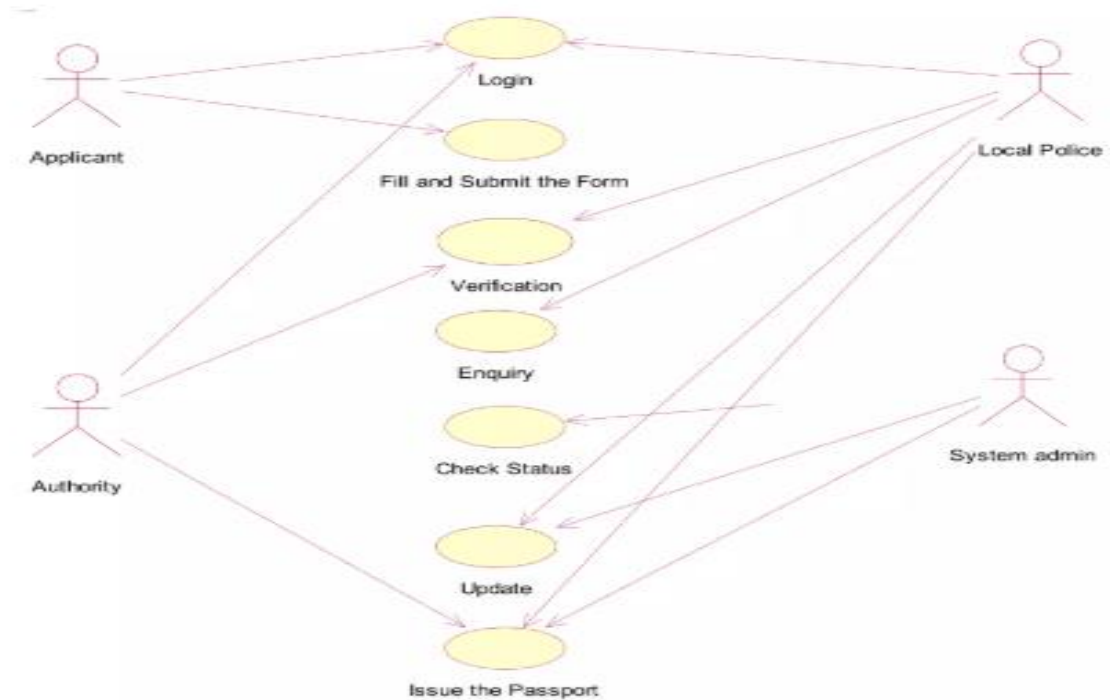 Login
Applicant
Local Police
Fill and Submit the Form
Verification
Enquiry
Check Status
System admin
Authority
Update
Issue the Passport